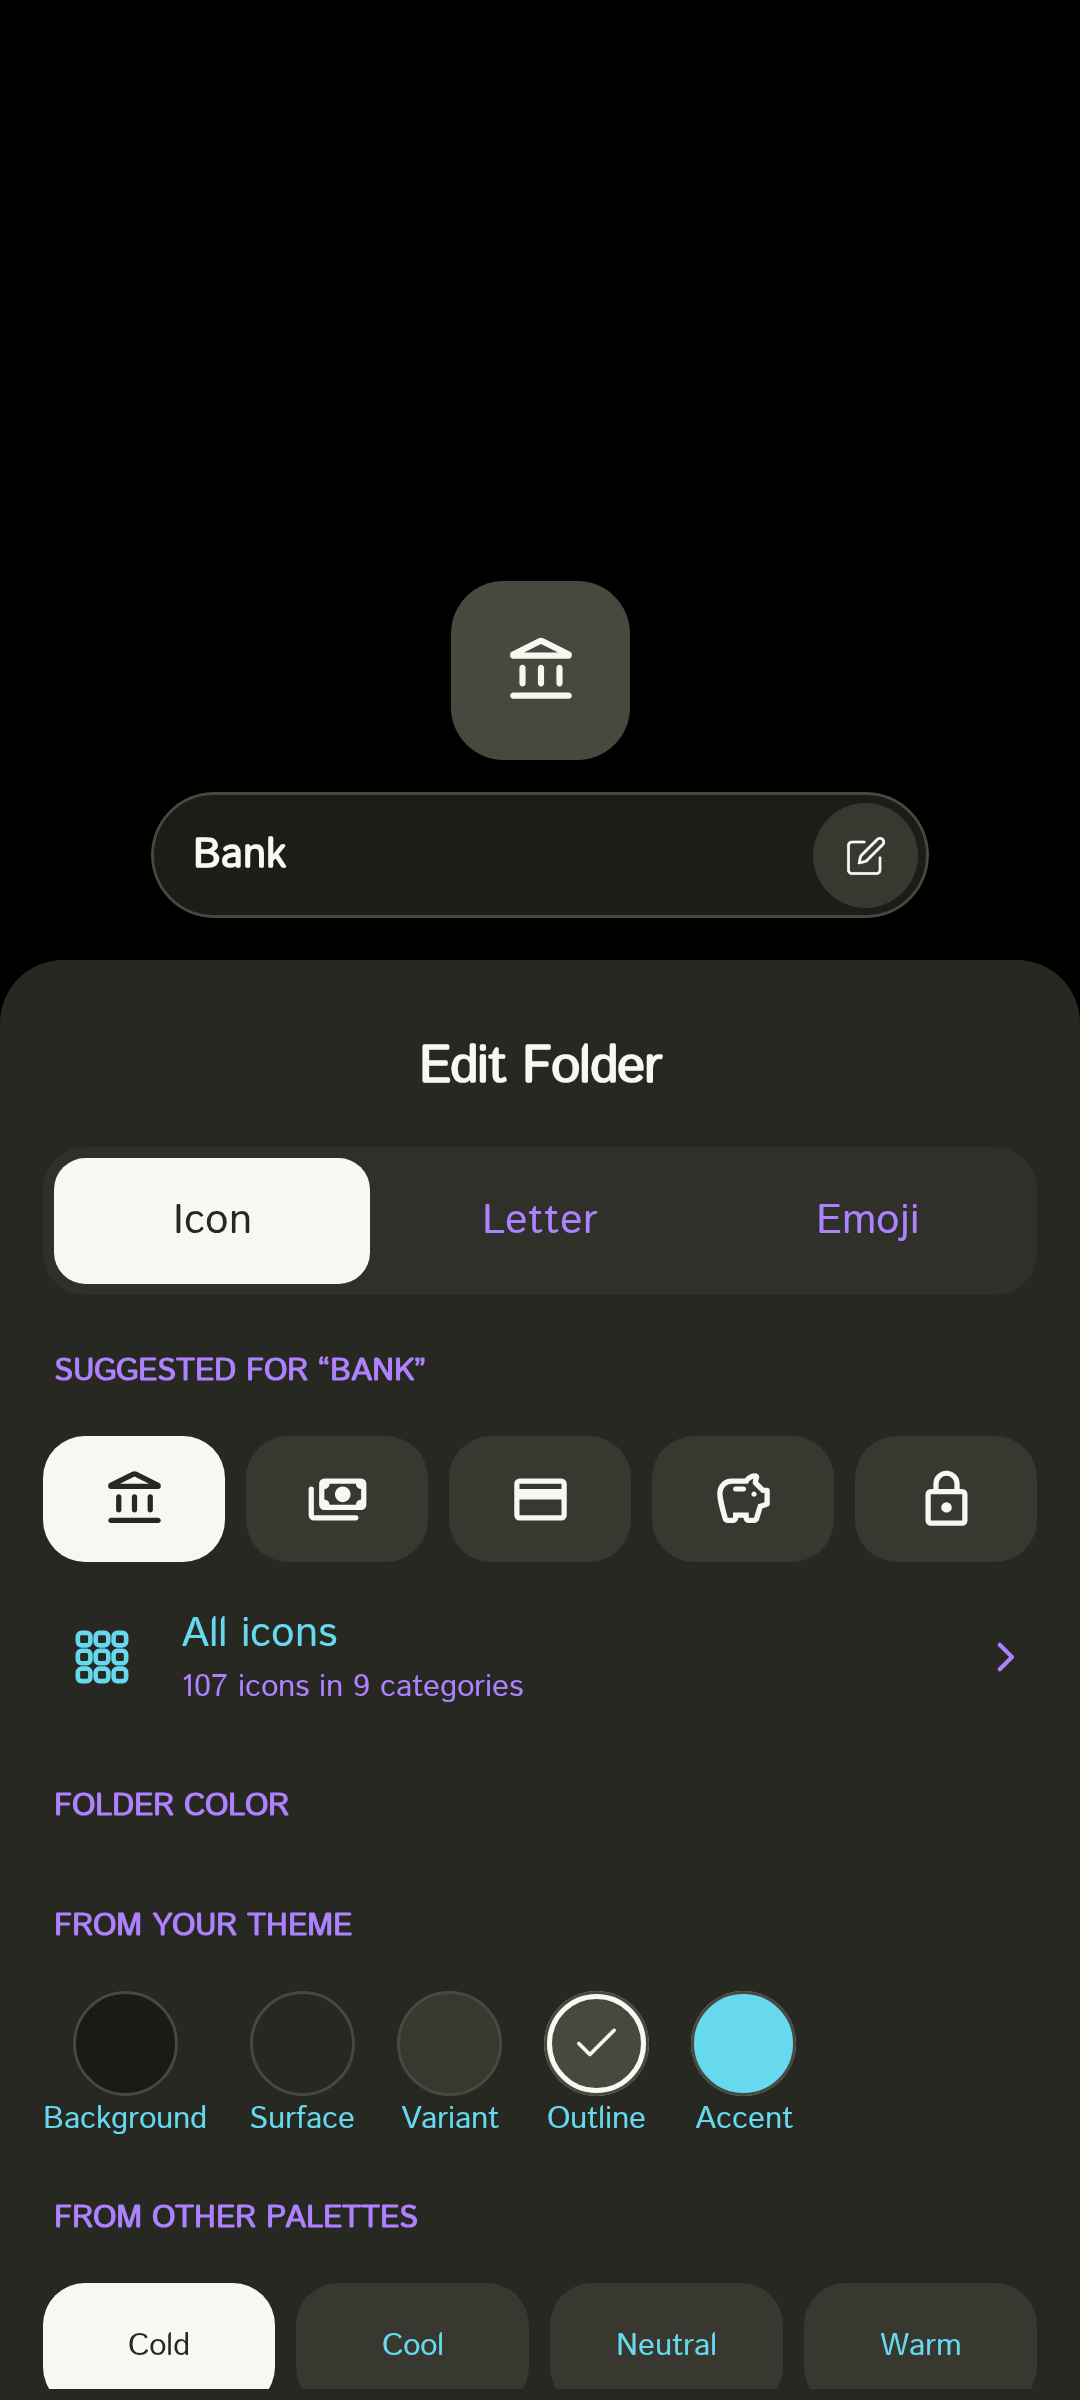 Bank
Edit Folder
Icon Letter Emoji
SUGGESTED FOR “BANK”
All icons
107 icons in 9 categories
FOLDER COLOR
FROM YOUR THEME
Background Surface Variant Outline Accent
FROM OTHER PALETTES
Cold Cool Neutral Warm